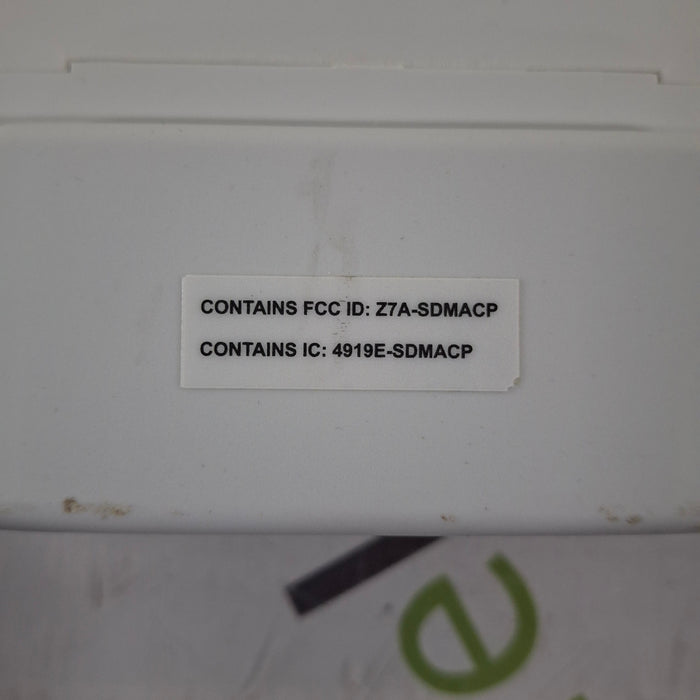 CONTAINS FCC ID: Z7A-SDMACP
CONTAINS IC: 4919E-SDMACP
e